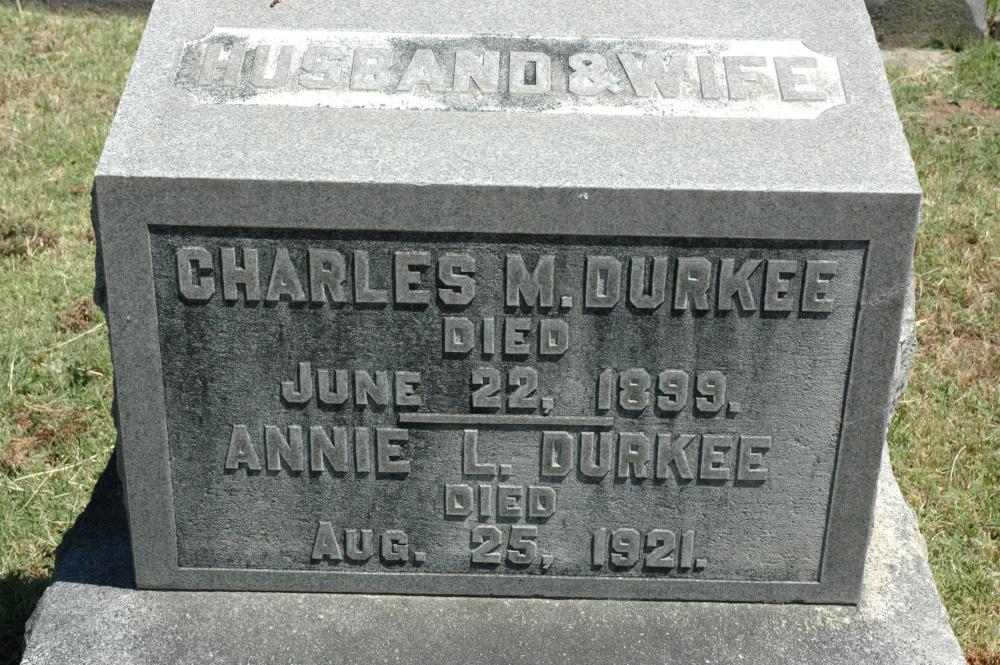 HUSBAND & WIFE
CHARLES M. DURKEE
DIED
JUNE 22, 1899.
ANNIE L. DURKEE
DIED
AUG. 25, 1921.